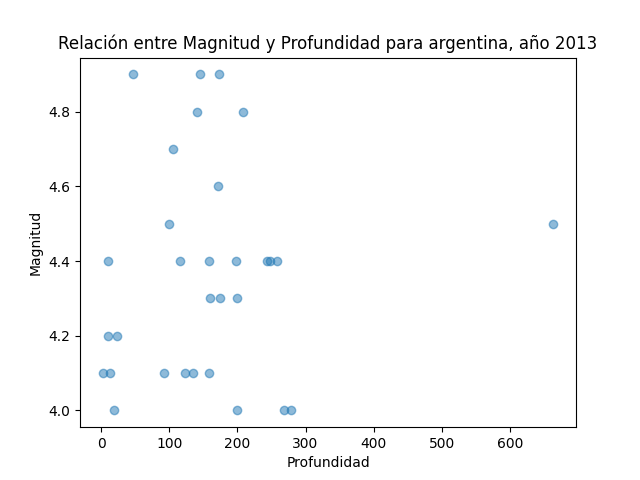 Relación entre Magnitud y Profundidad para argentina, año 2013
4.8
4.6
4.4
4.2
4.0
Magnitud
0 100 200 300 400 500 600
Profundidad